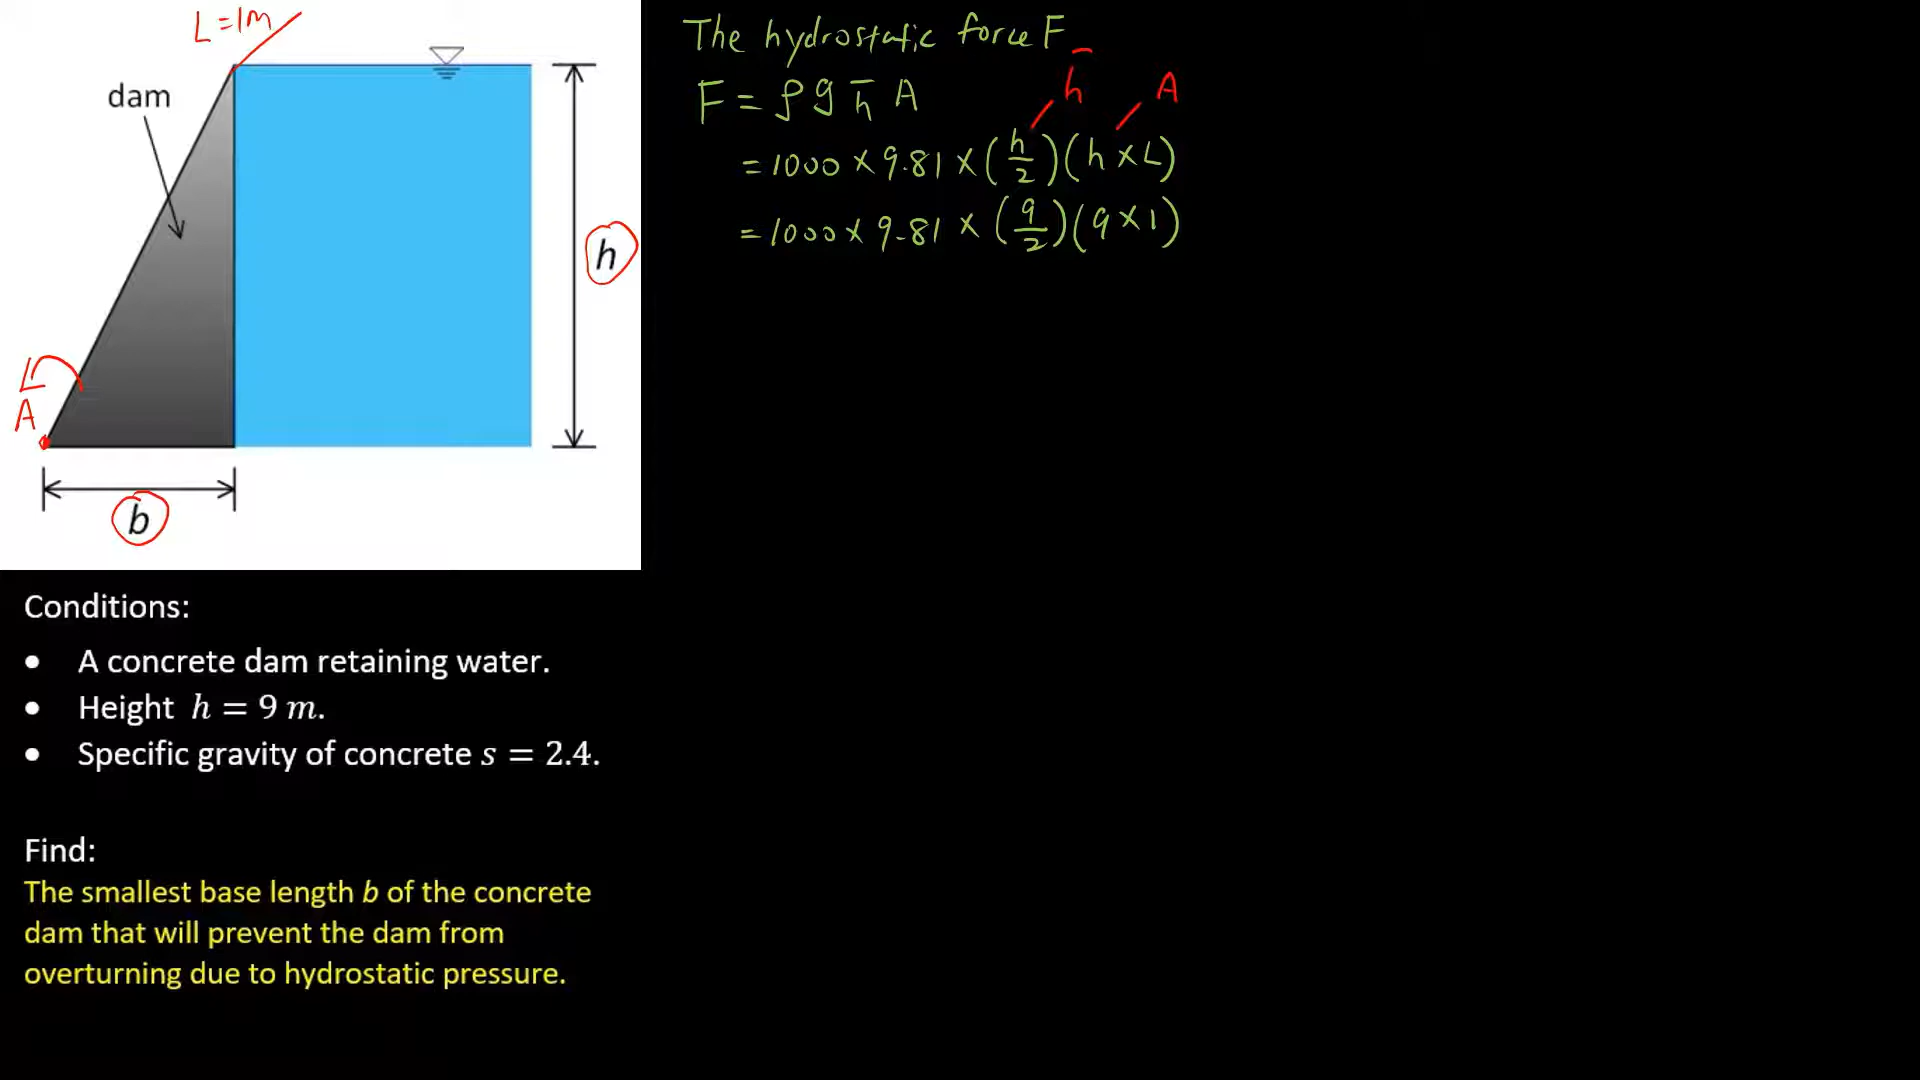 L = 1m
dam
h
A
b
Conditions:
• A concrete dam retaining water.
• Height h = 9 m.
• Specific gravity of concrete s = 2.4.
Find:
The smallest base length b of the concrete
dam that will prevent the dam from
overturning due to hydrostatic pressure.
The hydrostatic force F
F = ρ g h̄ A
h̄ A
= 1000 × 9.81 × (h/2)(h × L)
= 1000 × 9.81 × (9/2)(9 × 1)